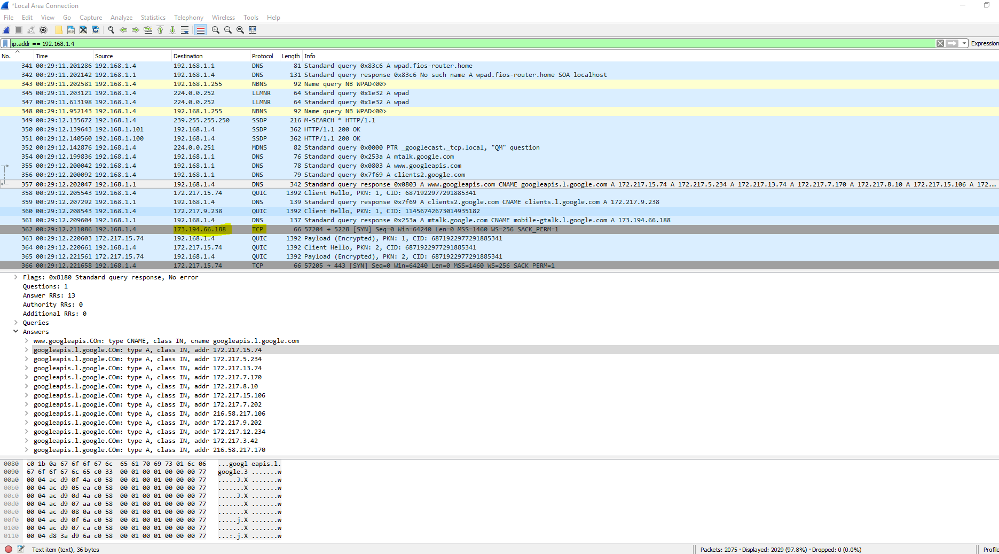 *Local Area Connection
File Edit View Go Capture Analyze Statistics Telephony Wireless Tools Help
ip.addr == 192.168.1.4 Expression
No. Time Source Destination Protocol Length Info
341 00:29:11.201286 192.168.1.4 192.168.1.1 DNS 81 Standard query 0x83c6 A wpad.fios-router.home
342 00:29:11.202142 192.168.1.1 192.168.1.4 DNS 131 Standard query response 0x83c6 No such name A wpad.fios-router.home SOA localhost
343 00:29:11.202581 192.168.1.4 192.168.1.255 NBNS 92 Name query NB WPAD<00>
345 00:29:11.203121 192.168.1.4 224.0.0.252 LLMNR 64 Standard query 0x1e32 A wpad
347 00:29:11.613198 192.168.1.4 224.0.0.252 LLMNR 64 Standard query 0x1e32 A wpad
348 00:29:11.952143 192.168.1.4 192.168.1.255 NBNS 92 Name query NB WPAD<00>
349 00:29:12.135672 192.168.1.4 239.255.255.250 SSDP 216 M-SEARCH * HTTP/1.1
350 00:29:12.139643 192.168.1.101 192.168.1.4 SSDP 362 HTTP/1.1 200 OK
351 00:29:12.140560 192.168.1.100 192.168.1.4 SSDP 362 HTTP/1.1 200 OK
352 00:29:12.142876 192.168.1.4 224.0.0.251 MDNS 82 Standard query 0x0000 PTR _googlecast._tcp.local, "QM" question
354 00:29:12.199836 192.168.1.4 192.168.1.1 DNS 76 Standard query 0x253a A mtalk.google.com
355 00:29:12.200042 192.168.1.4 192.168.1.1 DNS 78 Standard query 0x0803 A www.googleapis.com
356 00:29:12.200092 192.168.1.4 192.168.1.1 DNS 79 Standard query 0x7f69 A clients2.google.com
357 00:29:12.202047 192.168.1.1 192.168.1.4 DNS 342 Standard query response 0x0803 A www.googleapis.com CNAME googleapis.l.google.com A 172.217.15.74 A 172.217.5.234 A 172.217.13.74 A 172.217.7.170 A 172.217.8.10 A 172.217.15.106 A 172.…
358 00:29:12.205543 192.168.1.4 172.217.15.74 QUIC 1392 Client Hello, PKN: 1, CID: 6871922977291885341
359 00:29:12.207292 192.168.1.1 192.168.1.4 DNS 139 Standard query response 0x7f69 A clients2.google.com CNAME clients.l.google.com A 172.217.9.238
360 00:29:12.208543 192.168.1.4 172.217.9.238 QUIC 1392 Client Hello, PKN: 1, CID: 11456742673014935182
361 00:29:12.209604 192.168.1.1 192.168.1.4 DNS 137 Standard query response 0x253a A mtalk.google.com CNAME mobile-gtalk.l.google.com A 173.194.66.188
362 00:29:12.211086 192.168.1.4 173.194.66.188 TCP 66 57204 → 5228 [SYN] Seq=0 Win=64240 Len=0 MSS=1460 WS=256 SACK_PERM=1
363 00:29:12.220603 172.217.15.74 192.168.1.4 QUIC 1392 Payload (Encrypted), PKN: 1, CID: 6871922977291885341
364 00:29:12.220661 192.168.1.4 172.217.15.74 QUIC 1392 Client Hello, PKN: 2, CID: 6871922977291885341
365 00:29:12.221561 172.217.15.74 192.168.1.4 QUIC 1392 Payload (Encrypted), PKN: 2, CID: 6871922977291885341
366 00:29:12.221658 192.168.1.4 172.217.15.74 TCP 66 57205 → 443 [SYN] Seq=0 Win=64240 Len=0 MSS=1460 WS=256 SACK_PERM=1
Flags: 0x8180 Standard query response, No error
Questions: 1
Answer RRs: 13
Authority RRs: 0
Additional RRs: 0
Queries
Answers
www.googleapis.COm: type CNAME, class IN, cname googleapis.l.google.com
googleapis.l.google.COm: type A, class IN, addr 172.217.15.74
googleapis.l.google.COm: type A, class IN, addr 172.217.5.234
googleapis.l.google.COm: type A, class IN, addr 172.217.13.74
googleapis.l.google.COm: type A, class IN, addr 172.217.7.170
googleapis.l.google.COm: type A, class IN, addr 172.217.8.10
googleapis.l.google.COm: type A, class IN, addr 172.217.15.106
googleapis.l.google.COm: type A, class IN, addr 172.217.7.202
googleapis.l.google.COm: type A, class IN, addr 216.58.217.106
googleapis.l.google.COm: type A, class IN, addr 172.217.9.202
googleapis.l.google.COm: type A, class IN, addr 172.217.12.234
googleapis.l.google.COm: type A, class IN, addr 172.217.3.42
googleapis.l.google.COm: type A, class IN, addr 216.58.217.170
0080 c0 1b 0a 67 6f 6f 67 6c 65 61 70 69 73 01 6c 06 ...googl eapis.l.
0090 67 6f 6f 67 6c 65 c0 33 00 01 00 01 00 00 00 77 google.3 .......w
00a0 00 04 ac d9 0f 4a c0 58 00 01 00 01 00 00 00 77 .....J.X .......w
00b0 00 04 ac d9 05 ea c0 58 00 01 00 01 00 00 00 77 .......X .......w
00c0 00 04 ac d9 0d 4a c0 58 00 01 00 01 00 00 00 77 .....J.X .......w
00d0 00 04 ac d9 07 aa c0 58 00 01 00 01 00 00 00 77 .......X .......w
00e0 00 04 ac d9 08 0a c0 58 00 01 00 01 00 00 00 77 .......X .......w
00f0 00 04 ac d9 0f 6a c0 58 00 01 00 01 00 00 00 77 .....j.X .......w
0100 00 04 ac d9 07 ca c0 58 00 01 00 01 00 00 00 77 .......X .......w
0110 00 04 d8 3a d9 6a c0 58 00 01 00 01 00 00 00 77 ...:.j.X .......w
Text item (text), 36 bytes Packets: 2075 · Displayed: 2029 (97.8%) · Dropped: 0 (0.0%) Profile